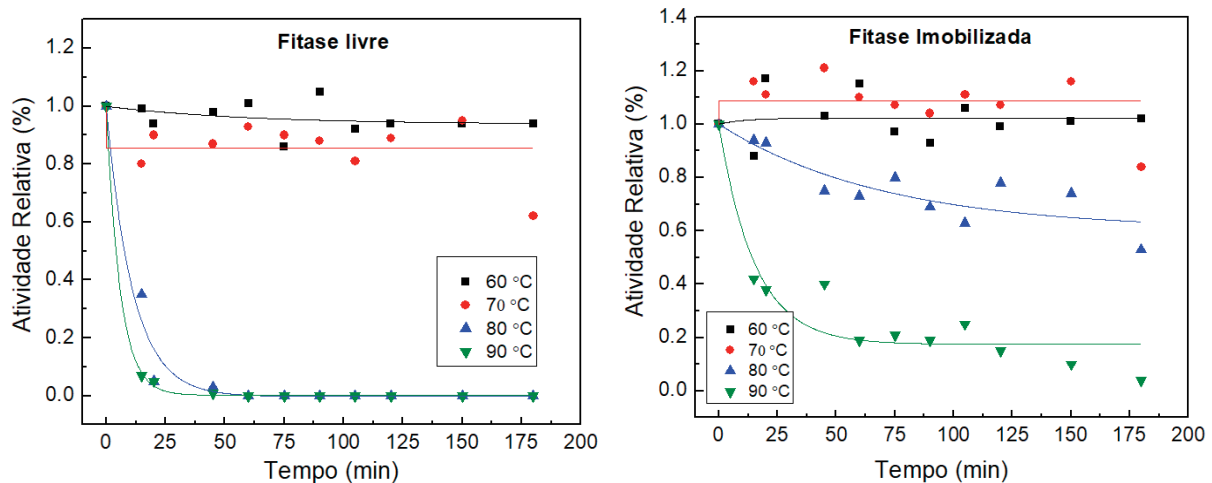 Fitase livre
Atividade Relativa (%)
1.2
1.0
0.8
0.6
0.4
0.2
0.0
60 °C
70 °C
80 °C
90 °C
0 25 50 75 100 125 150 175 200
Tempo (min)
Fitase Imobilizada
Atividade Relativa (%)
1.4
1.2
1.0
0.8
0.6
0.4
0.2
0.0
60 °C
70 °C
80 °C
90 °C
0 25 50 75 100 125 150 175 200
Tempo (min)